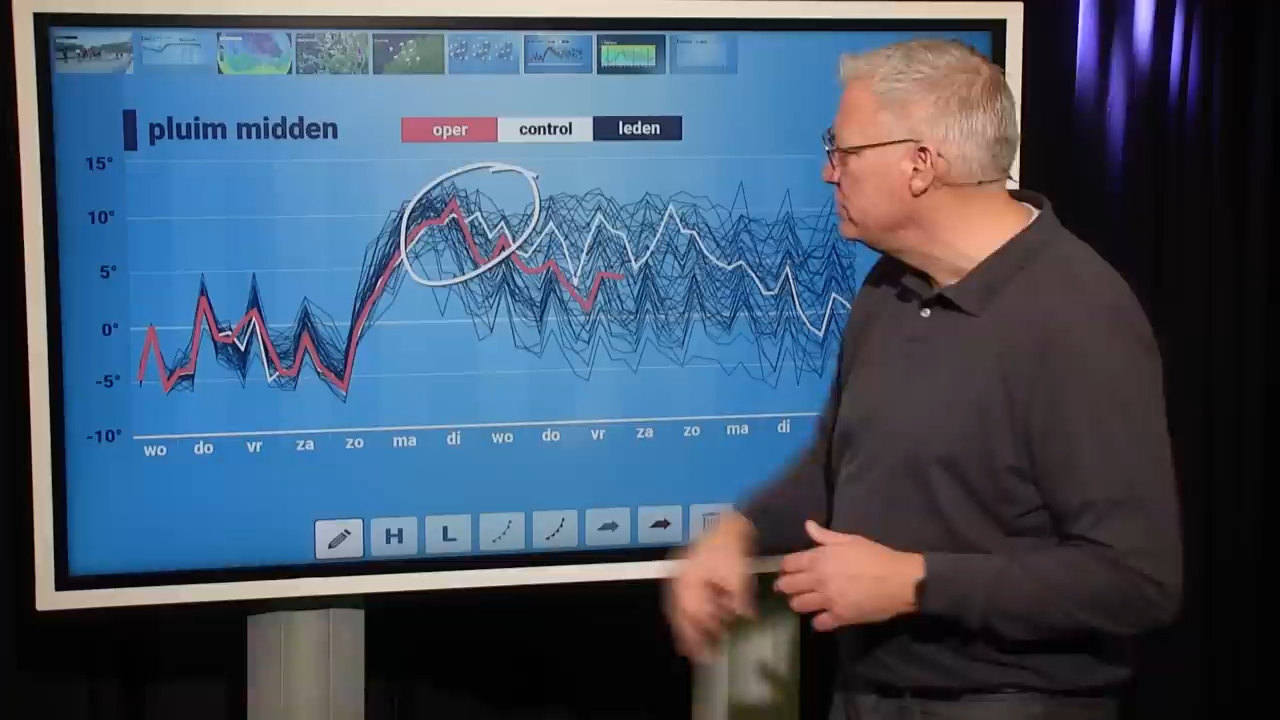 pluim midden
oper control leden
15°
10°
5°
0°
-5°
-10°
wo do vr za zo ma di wo do vr za zo ma di
H L